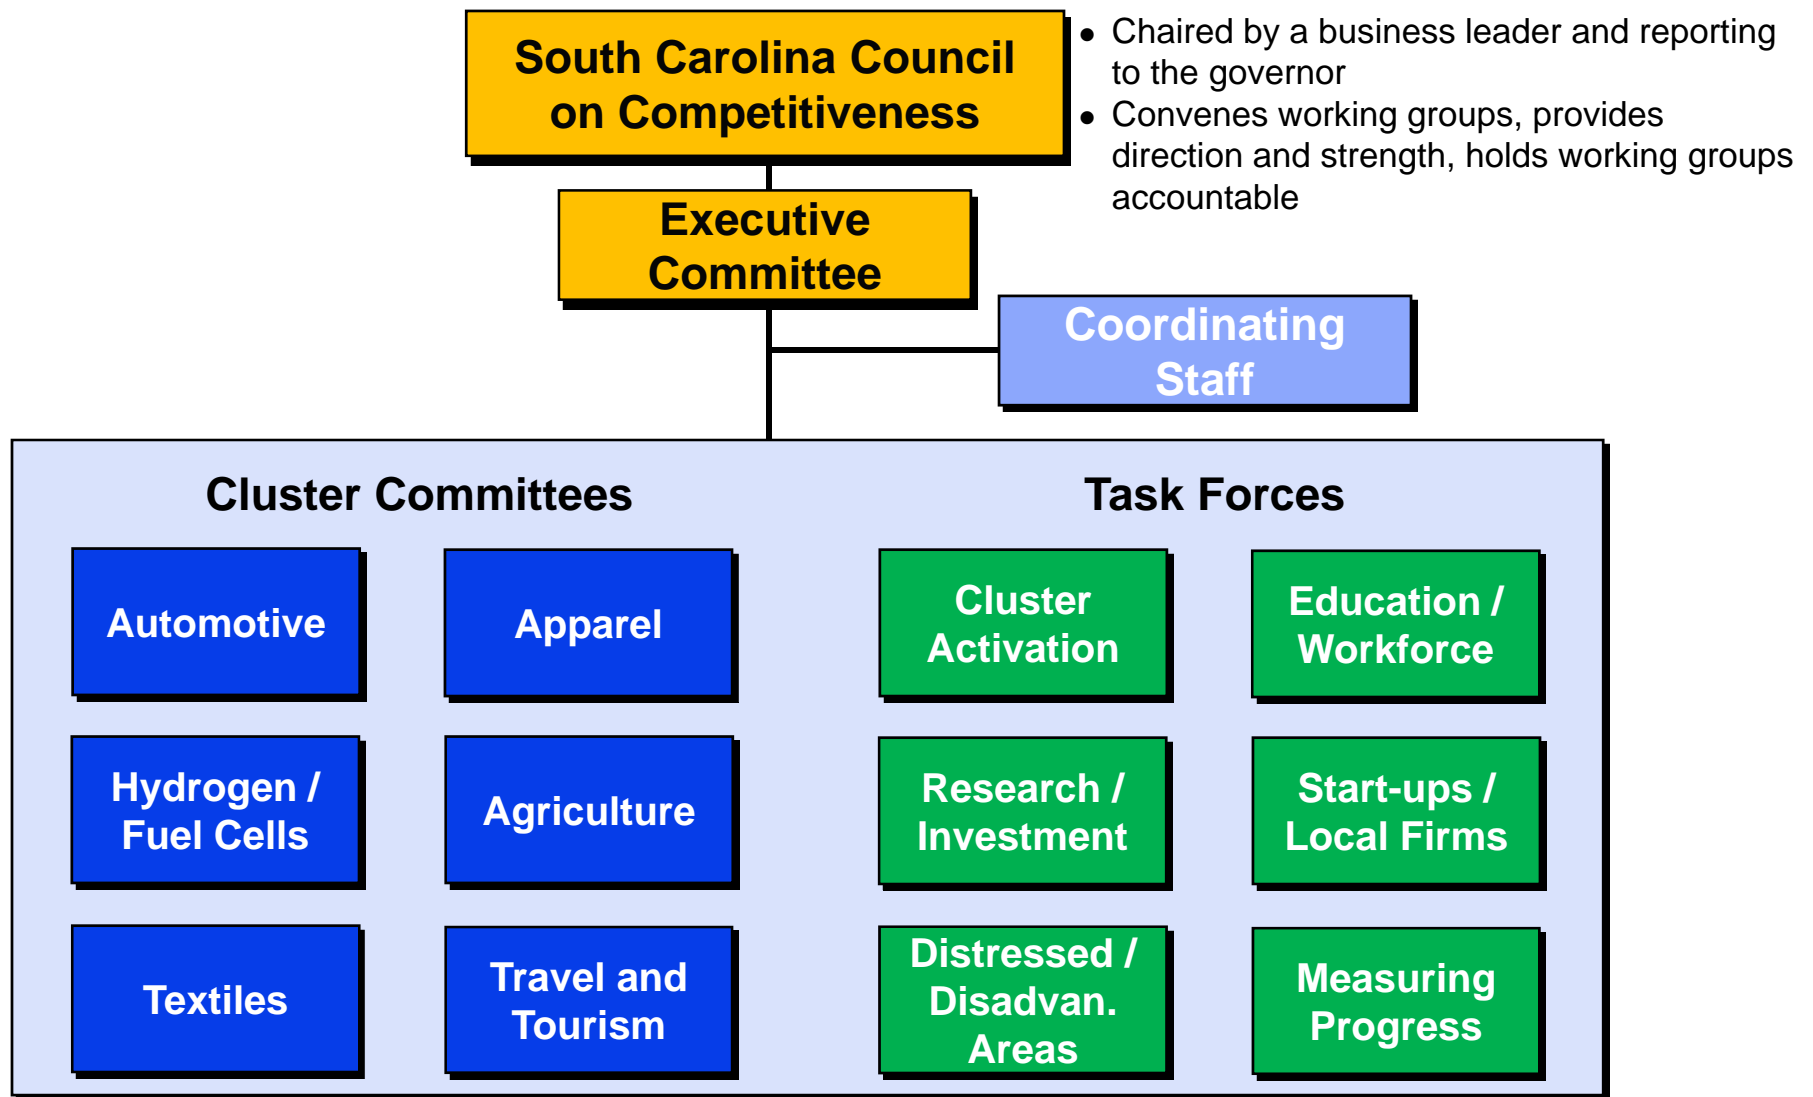 South Carolina Council
on Competitiveness
● Chaired by a business leader and reporting
to the governor
● Convenes working groups, provides
direction and strength, holds working groups
accountable
Executive
Committee
Coordinating
Staff
Cluster Committees
Task Forces
Automotive
Apparel
Cluster
Activation
Education /
Workforce
Hydrogen /
Fuel Cells
Agriculture
Research /
Investment
Start-ups /
Local Firms
Textiles
Travel and
Tourism
Distressed /
Disadvan.
Areas
Measuring
Progress